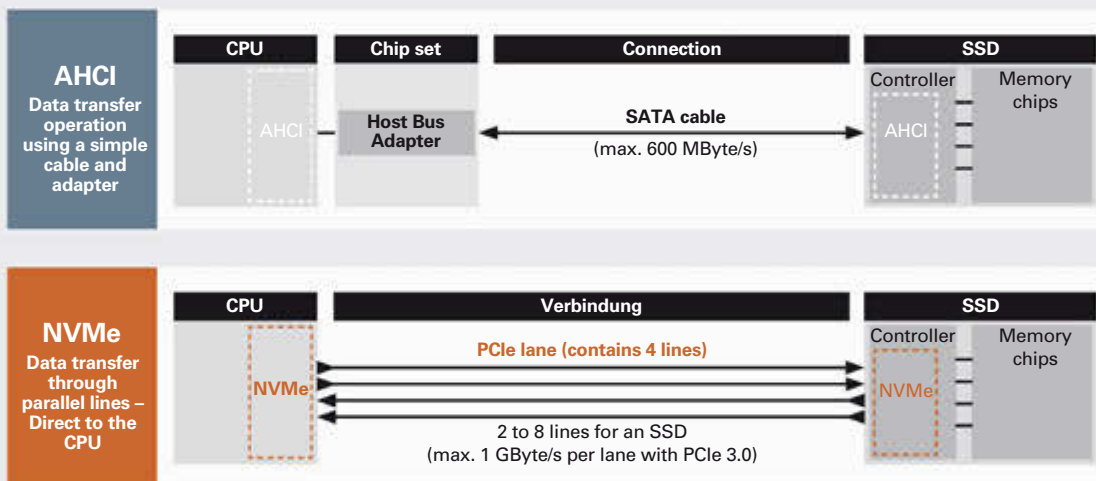 AHCI
Data transfer
operation
using a simple
cable and
adapter
CPU
Chip set
Connection
SSD
AHCI
Host Bus
Adapter
SATA cable
(max. 600 MByte/s)
Controller
AHCI
Memory
chips
NVMe
Data transfer
through
parallel lines –
Direct to the
CPU
CPU
Verbindung
SSD
NVMe
PCIe lane (contains 4 lines)
2 to 8 lines for an SSD
(max. 1 GByte/s per lane with PCIe 3.0)
Controller
NVMe
Memory
chips